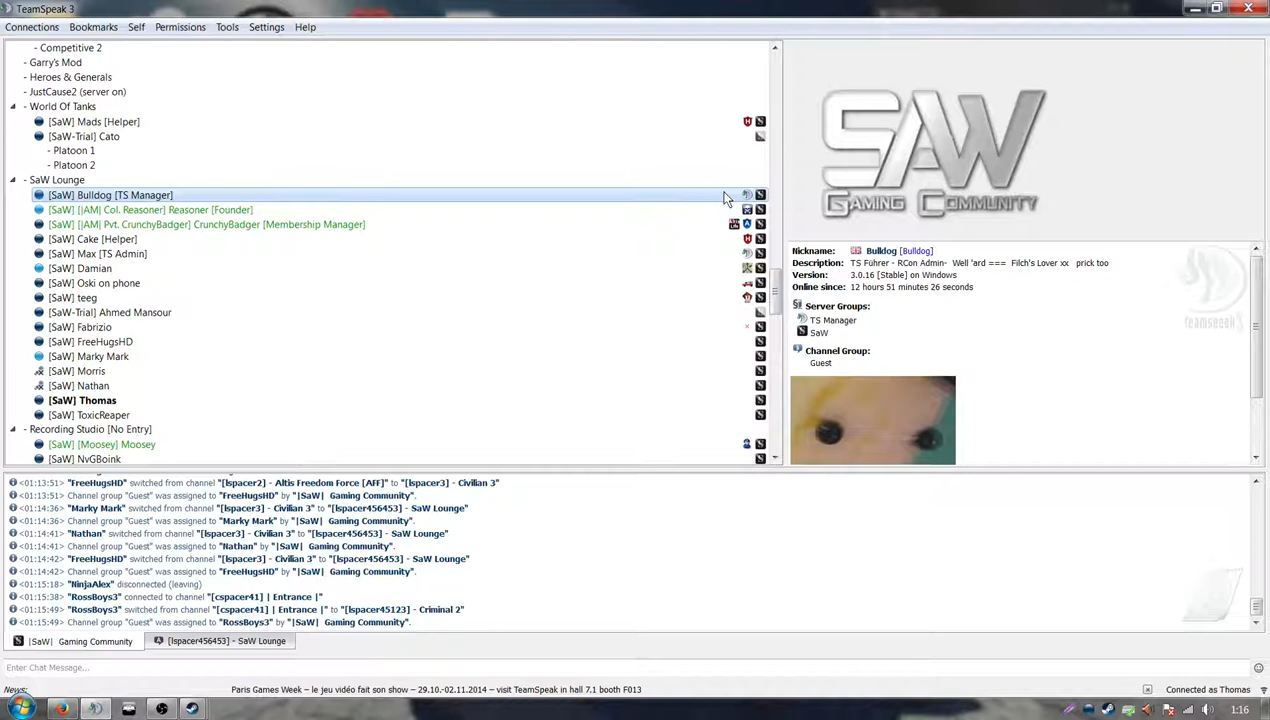 TeamSpeak 3
Connections Bookmarks Self Permissions Tools Settings Help
- Competitive 2
- Garry's Mod
- Heroes & Generals
- JustCause2 (server on)
- World Of Tanks
[SaW] Mads [Helper]
[SaW-Trial] Cato
- Platoon 1
- Platoon 2
- SaW Lounge
[SaW] Bulldog [TS Manager]
[SaW] [|AM| Col. Reasoner] Reasoner [Founder]
[SaW] [|AM| Pvt. CrunchyBadger] CrunchyBadger [Membership Manager]
[SaW] Cake [Helper]
[SaW] Max [TS Admin]
[SaW] Damian
[SaW] Oski on phone
[SaW] teeg
[SaW-Trial] Ahmed Mansour
[SaW] Fabrizio
[SaW] FreeHugsHD
[SaW] Marky Mark
[SaW] Morris
[SaW] Nathan
[SaW] Thomas
[SaW] ToxicReaper
- Recording Studio [No Entry]
[SaW] [Moosey] Moosey
[SaW] NvGBoink
SAW
GAMING COMMUNITY
Nickname: Bulldog [Bulldog]
Description: TS Führer - RCon Admin- Well 'ard === Filch's Lover xx prick too
Version: 3.0.16 [Stable] on Windows
Online since: 12 hours 51 minutes 26 seconds
Server Groups:
TS Manager
SaW
Channel Group:
Guest
teamspeak
<01:13:51> "FreeHugsHD" switched from channel "[lspacer2] - Altis Freedom Force [AFF]" to "[lspacer3] - Civilian 3"
<01:13:51> Channel group "Guest" was assigned to "FreeHugsHD" by "|SaW| Gaming Community".
<01:14:36> "Marky Mark" switched from channel "[lspacer3] - Civilian 3" to "[lspacer456453] - SaW Lounge"
<01:14:36> Channel group "Guest" was assigned to "Marky Mark" by "|SaW| Gaming Community".
<01:14:41> "Nathan" switched from channel "[lspacer3] - Civilian 3" to "[lspacer456453] - SaW Lounge"
<01:14:41> Channel group "Guest" was assigned to "Nathan" by "|SaW| Gaming Community".
<01:14:42> "FreeHugsHD" switched from channel "[lspacer3] - Civilian 3" to "[lspacer456453] - SaW Lounge"
<01:14:42> Channel group "Guest" was assigned to "FreeHugsHD" by "|SaW| Gaming Community".
<01:15:18> "NinjaAlex" disconnected (leaving)
<01:15:38> "RossBoys3" connected to channel "[cspacer41] | Entrance |"
<01:15:49> "RossBoys3" switched from channel "[cspacer41] | Entrance |" to "[lspacer45123] - Criminal 2"
<01:15:49> Channel group "Guest" was assigned to "RossBoys3" by "|SaW| Gaming Community".
|SaW| Gaming Community [lspacer456453] - SaW Lounge
Enter Chat Message...
News: Paris Games Week – le jeu vidéo fait son show – 29.10.-02.11.2014 – visit TeamSpeak in hall 7.1 booth F013 Connected as Thomas
1:16